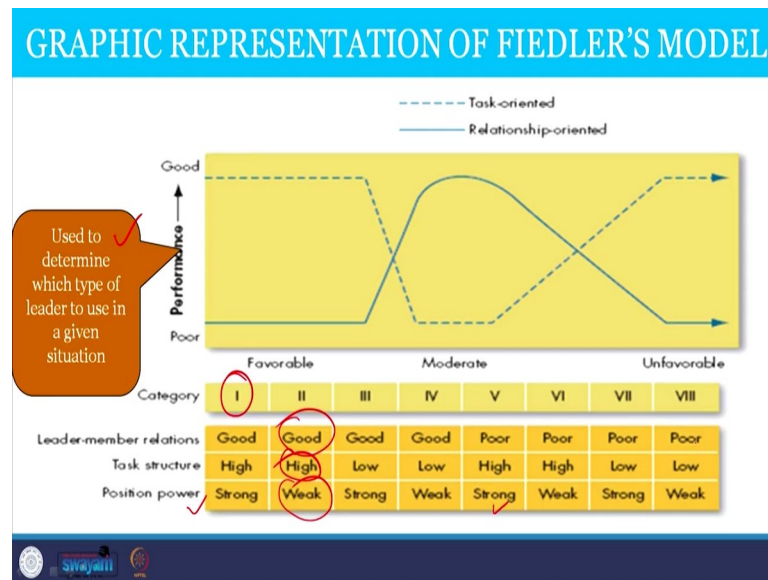 GRAPHIC REPRESENTATION OF FIEDLER'S MODEL
Task-oriented
Relationship-oriented
Good
Performance
Poor
Used to
determine
which type of
leader to use in
a given
situation
Favorable Moderate Unfavorable
Category I II III IV V VI VII VIII
Leader-member relations Good Good Good Good Poor Poor Poor Poor
Task structure High High Low Low High High Low Low
Position power Strong Weak Strong Weak Strong Weak Strong Weak
swayam